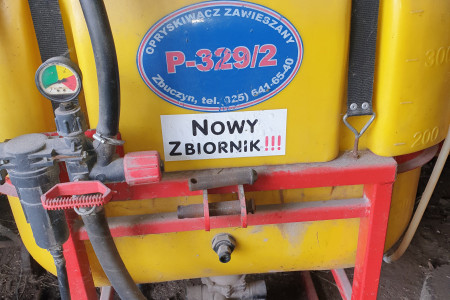 OPRYSKIWACZ ZAWIESZANY
P-329/2
Zbuczyn, tel. (025) 641-65-40
NOWY
ZBIORNIK!!!
300
200